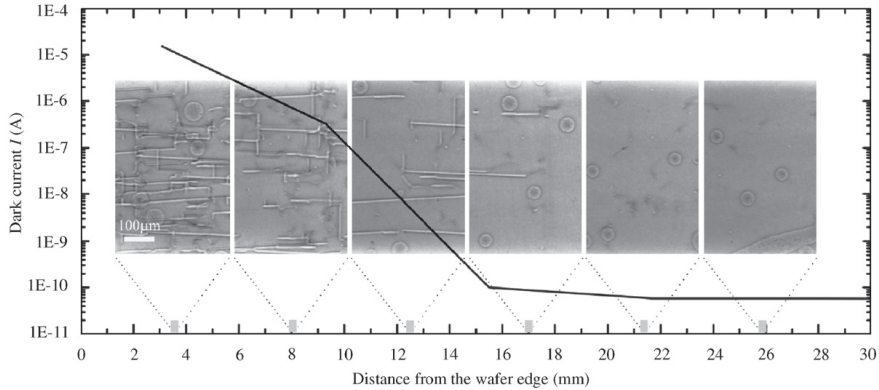 1E-4
1E-5
1E-6
1E-7
1E-8
1E-9
1E-10
1E-11
Dark current I (A)
100μm
0 2 4 6 8 10 12 14 16 18 20 22 24 26 28 30
Distance from the wafer edge (mm)